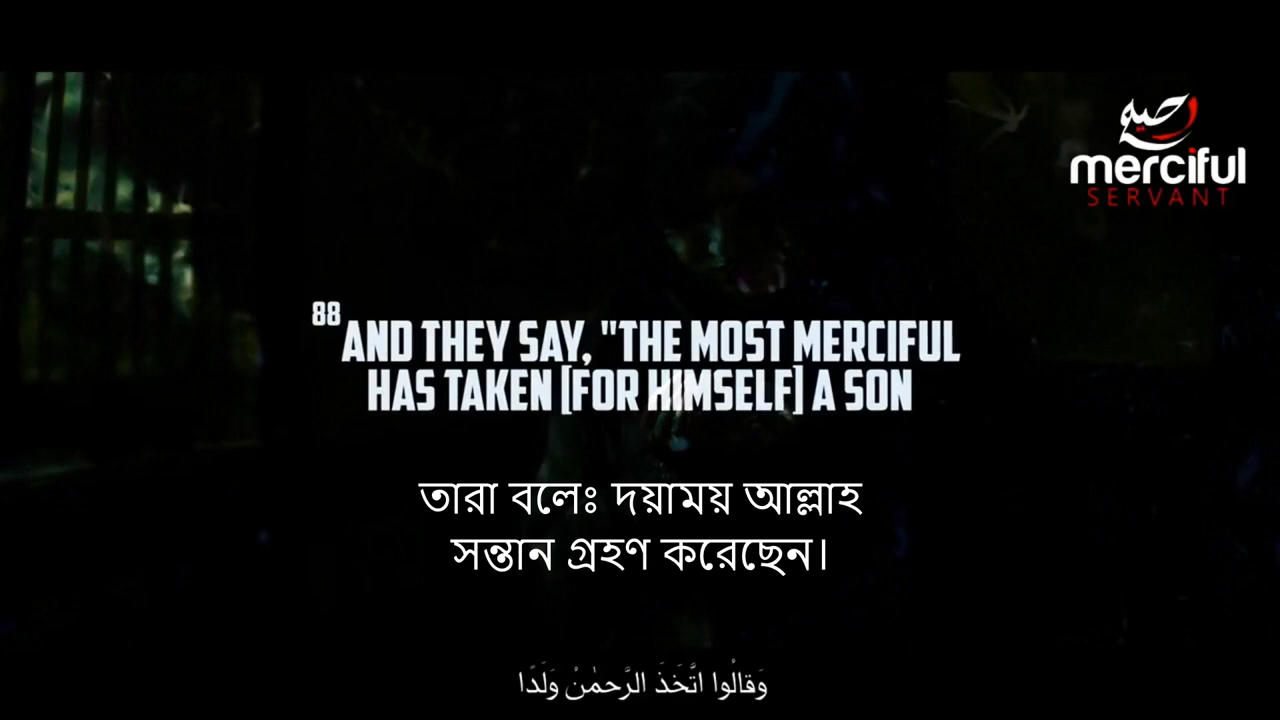 رحيم
merciful
SERVANT
88 AND THEY SAY, "THE MOST MERCIFUL
HAS TAKEN [FOR HIMSELF] A SON
তারা বলেঃ দয়াময় আল্লাহ
সন্তান গ্রহণ করেছেন।
وَقَالُوا اتَّخَذَ الرَّحْمَٰنُ وَلَدًا